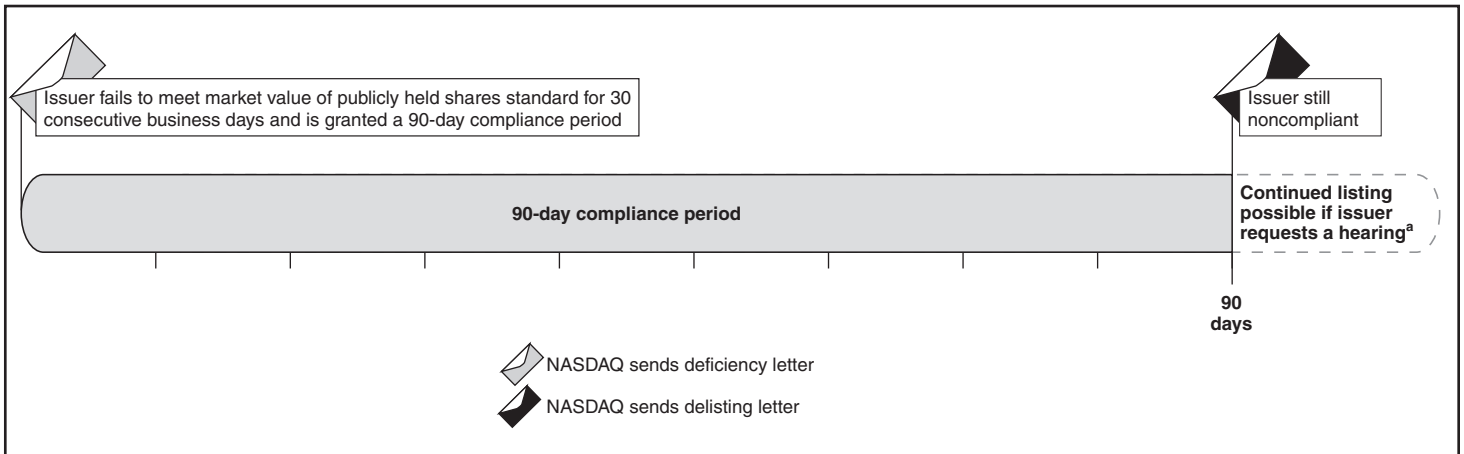 Issuer fails to meet market value of publicly held shares standard for 30
consecutive business days and is granted a 90-day compliance period
Issuer still
noncompliant
90-day compliance period
Continued listing
possible if issuer
requests a hearingᵃ
90
days
NASDAQ sends deficiency letter
NASDAQ sends delisting letter